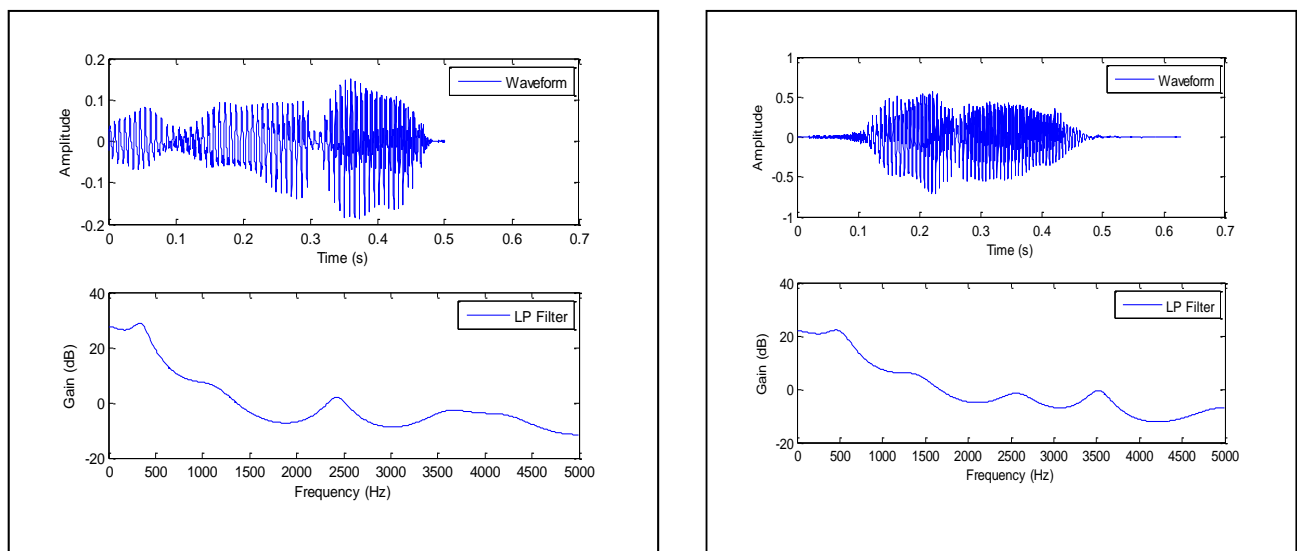 0.2
0.1
0
-0.1
-0.2
Amplitude
Waveform
0 0.1 0.2 0.3 0.4 0.5 0.6 0.7
Time (s)
40
20
0
-20
Gain (dB)
LP Filter
0 500 1000 1500 2000 2500 3000 3500 4000 4500 5000
Frequency (Hz)
1
0.5
0
-0.5
-1
Amplitude
Waveform
0 0.1 0.2 0.3 0.4 0.5 0.6 0.7
Time (s)
40
20
0
-20
Gain (dB)
LP Filter
0 500 1000 1500 2000 2500 3000 3500 4000 4500 5000
Frequency (Hz)